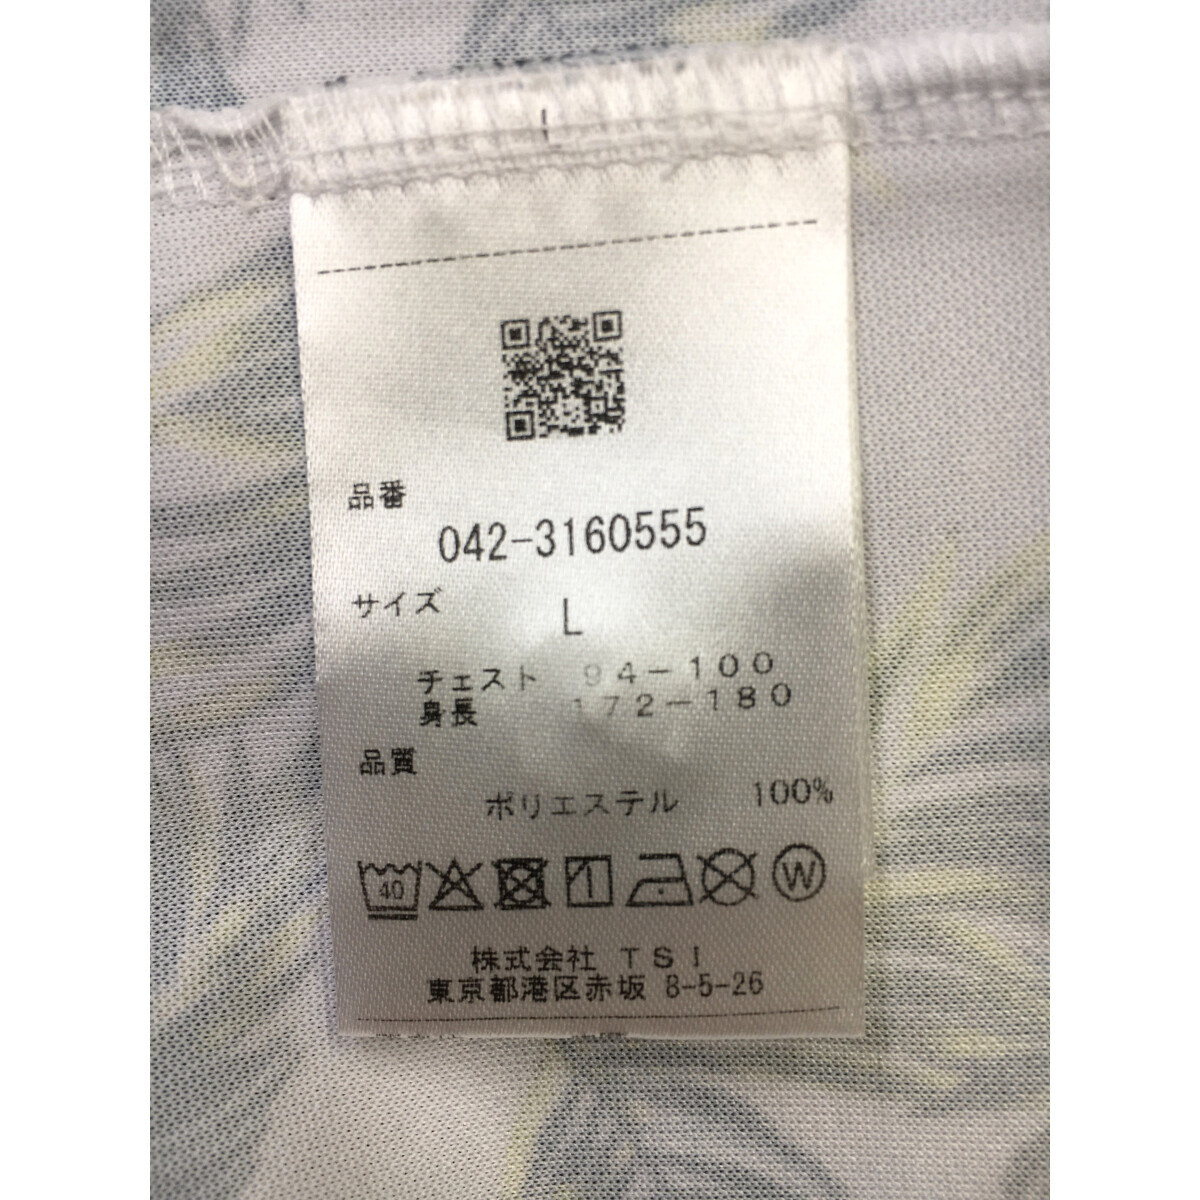 品番
042-3160555
サイズ
L
チェスト 94-100
身長 172-180
品質
ポリエステル 100%
40 W
株式会社 TSI
東京都港区赤坂 8-5-26